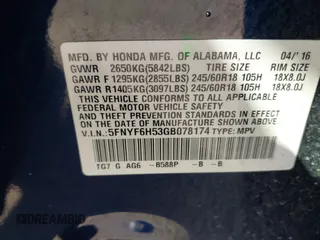 MFD. BY HONDA MFG. OF ALABAMA, LLC 04/'16
GVWR 2650KG(5842LBS) TIRE SIZE RIM SIZE
GAWR F 1295KG(2855LBS) 245/60R18 105H 18X8.0J
GAWR R 1405KG(3097LBS) 245/60R18 105H 18X8.0J
THIS VEHICLE CONFORMS TO ALL APPLICABLE
FEDERAL MOTOR VEHICLE SAFETY AND
THEFT PREVENTION STANDARDS IN EFFECT
ON THE DATE OF MANUFACTURE SHOWN ABOVE.
V.I.N.: 5FNYF6H53GB078174 TYPE: MPV
TG7 G AG6 -B588P -B -B
DREAMBID